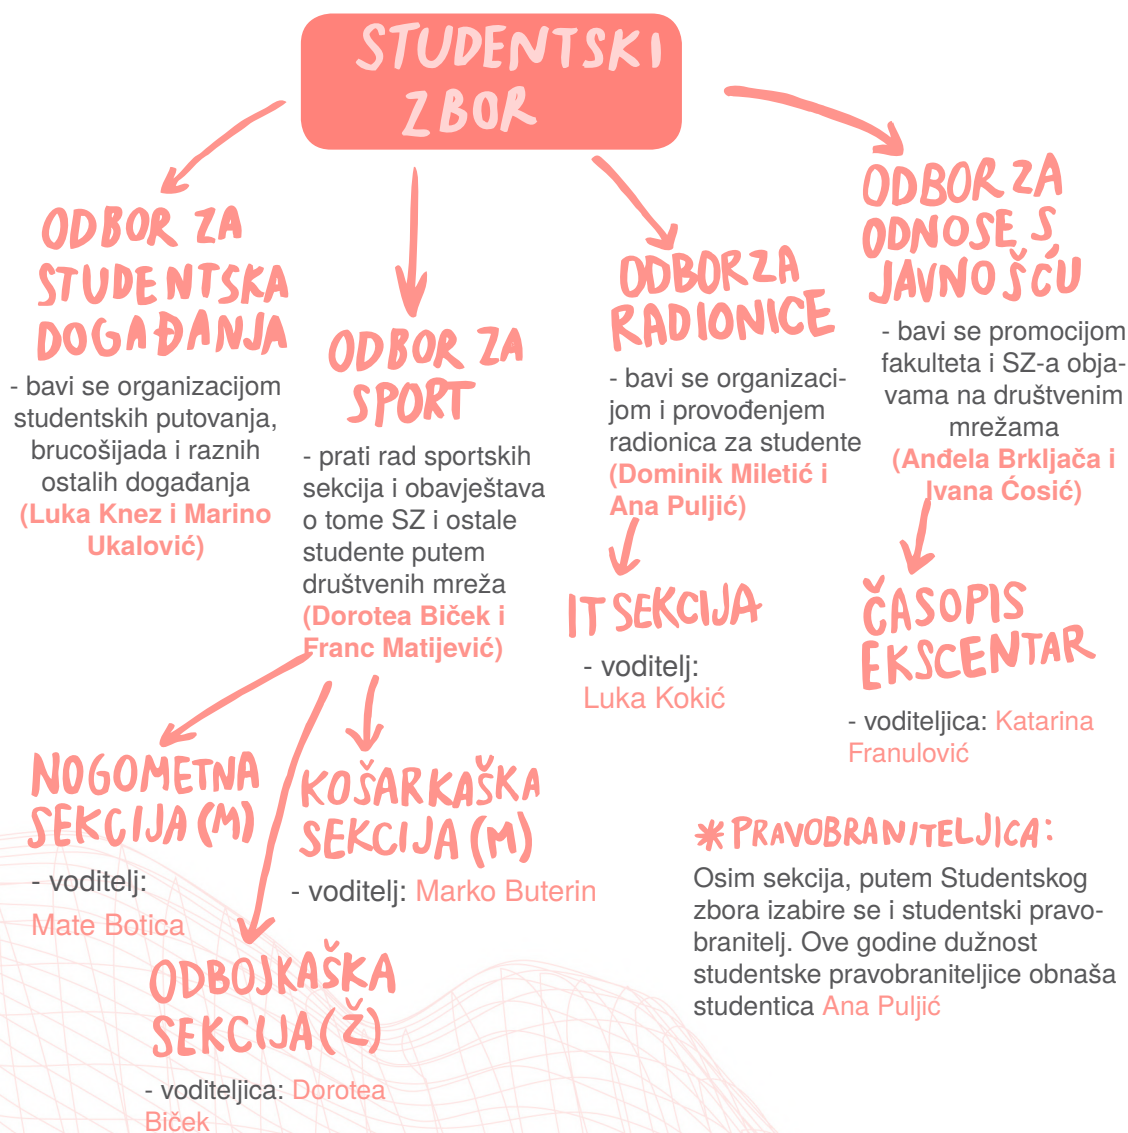 STUDENTSKI
ZBOR
ODBOR ZA
STUDENTSKA
DOGAĐANJA
- bavi se organizacijom
studentskih putovanja,
brucošijada i raznih
ostalih događanja
(Luka Knez i Marino
Ukalović)
ODBOR ZA
SPORT
- prati rad sportskih
sekcija i obavještava
o tome SZ i ostale
studente putem
društvenih mreža
(Dorotea Biček i
Franc Matijević)
ODBOR ZA
RADIONICE
- bavi se organizaci-
jom i provođenjem
radionica za studente
(Dominik Miletić i
Ana Puljić)
ODBOR ZA
ODNOSE S
JAVNOŠĆU
- bavi se promocijom
fakulteta i SZ-a obja-
vama na društvenim
mrežama
(Anđela Brkljača i
Ivana Ćosić)
IT SEKCIJA
- voditelj:
Luka Kokić
ČASOPIS
EKSCENTAR
- voditeljica: Katarina
Franulović
NOGOMETNA
SEKCIJA (M)
- voditelj:
Mate Botica
KOŠARKAŠKA
SEKCIJA (M)
- voditelj: Marko Buterin
ODBOJKAŠKA
SEKCIJA (Ž)
- voditeljica: Dorotea
Biček
* PRAVOBRANITELJICA:
Osim sekcija, putem Studentskog
zbora izabire se i studentski pravo-
branitelj. Ove godine dužnost
studentske pravobraniteljice obnaša
studentica Ana Puljić